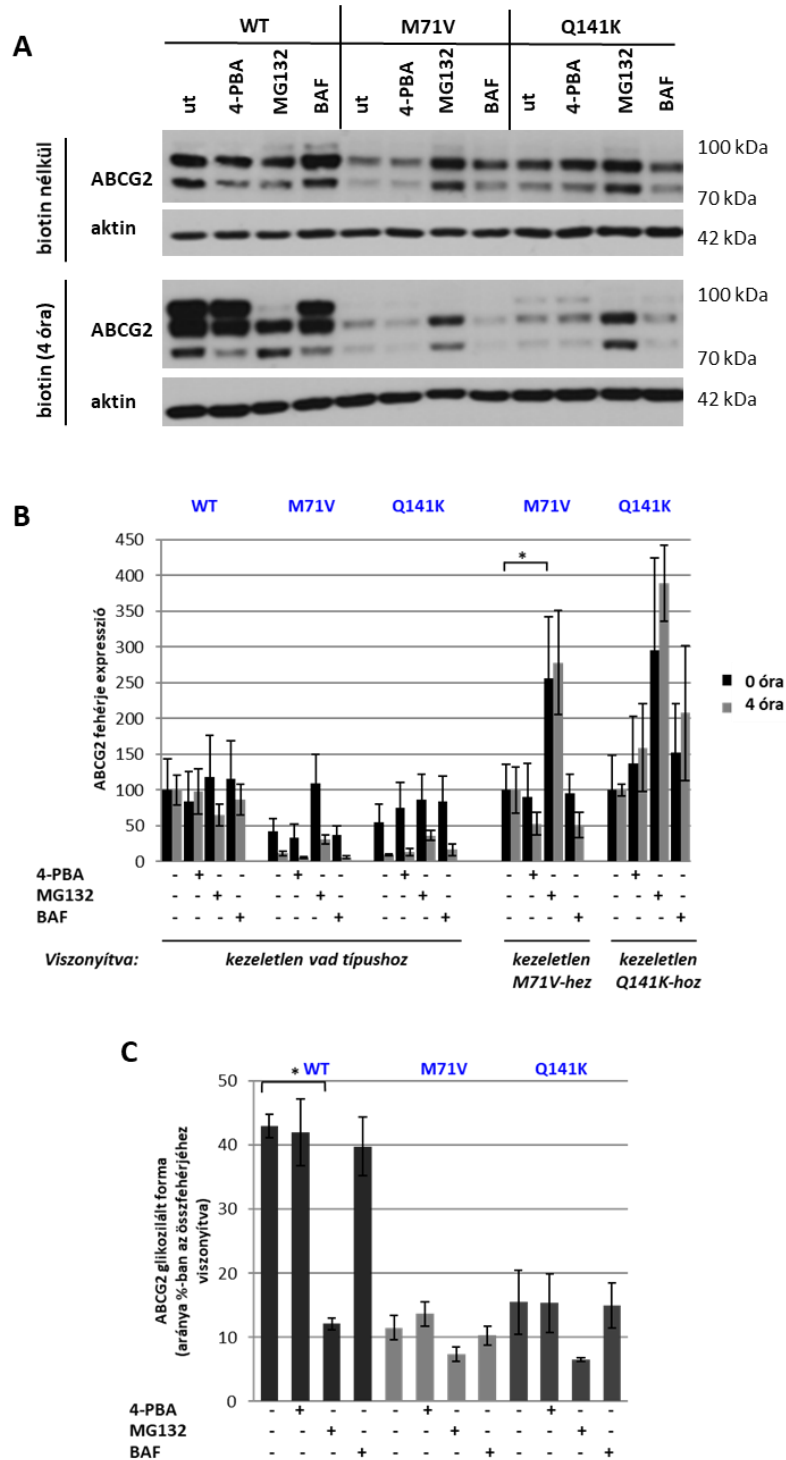 A
WT M71V Q141K
ut 4-PBA MG132 BAF ut 4-PBA MG132 BAF ut 4-PBA MG132 BAF
biotin nélkül
ABCG2
100 kDa
70 kDa
aktin
42 kDa
biotin (4 óra)
ABCG2
100 kDa
70 kDa
aktin
42 kDa
B
WT M71V Q141K M71V Q141K
ABCG2 fehérje expresszió
450
400
350
300
250
200
150
100
50
0
*
0 óra
4 óra
4-PBA - + - - - + - - - + - - - + - - - + - -
MG132 - - + - - - + - - - + - - - + - - - + -
BAF - - - + - - - + - - - + - - - + - - - +
Viszonyítva: kezeletlen vad típushoz kezeletlen M71V-hez kezeletlen Q141K-hoz
C
* WT M71V Q141K
ABCG2 glikozilált forma
(aránya %-ban az összfehérjéhez
viszonyítva)
50
40
30
20
10
0
4-PBA - + - - - + - - - + - -
MG132 - - + - - - + - - - + -
BAF - - - + - - - + - - - +